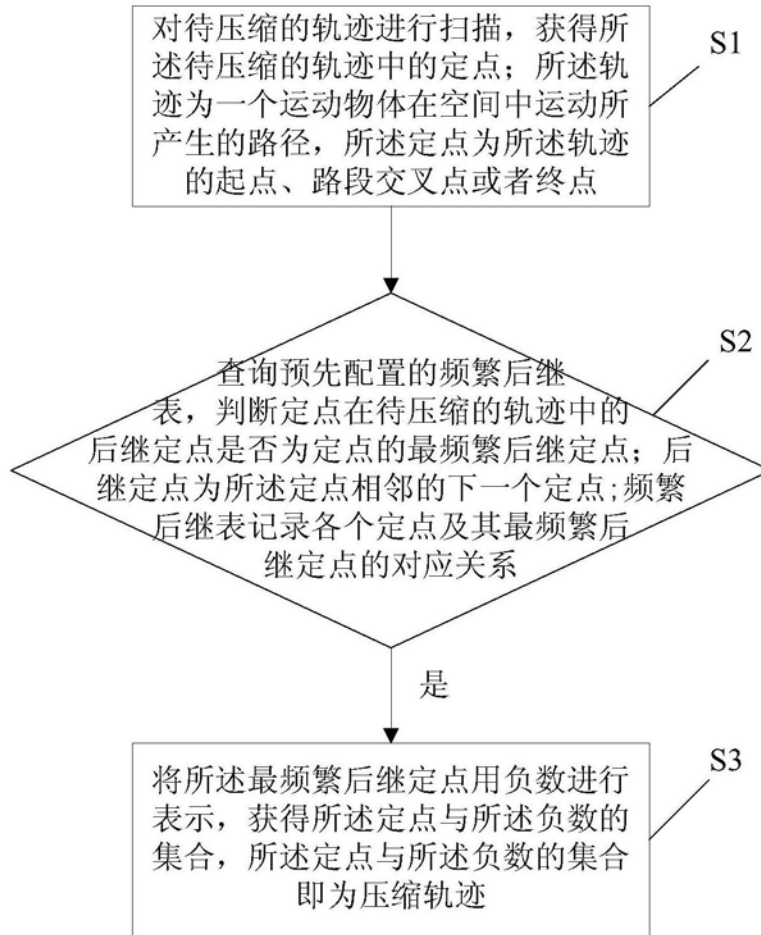 对待压缩的轨迹进行扫描，获得所
述待压缩的轨迹中的定点；所述轨
迹为一个运动物体在空间中运动所
产生的路径，所述定点为所述轨迹
的起点、路段交叉点或者终点
S1
查询预先配置的频繁后继
表，判断定点在待压缩的轨迹中的
后继定点是否为定点的最频繁后继定点；后
继定点为所述定点相邻的下一个定点;频繁
后继表记录各个定点及其最频繁后
继定点的对应关系
S2
是
将所述最频繁后继定点用负数进行
表示，获得所述定点与所述负数的
集合，所述定点与所述负数的集合
即为压缩轨迹
S3